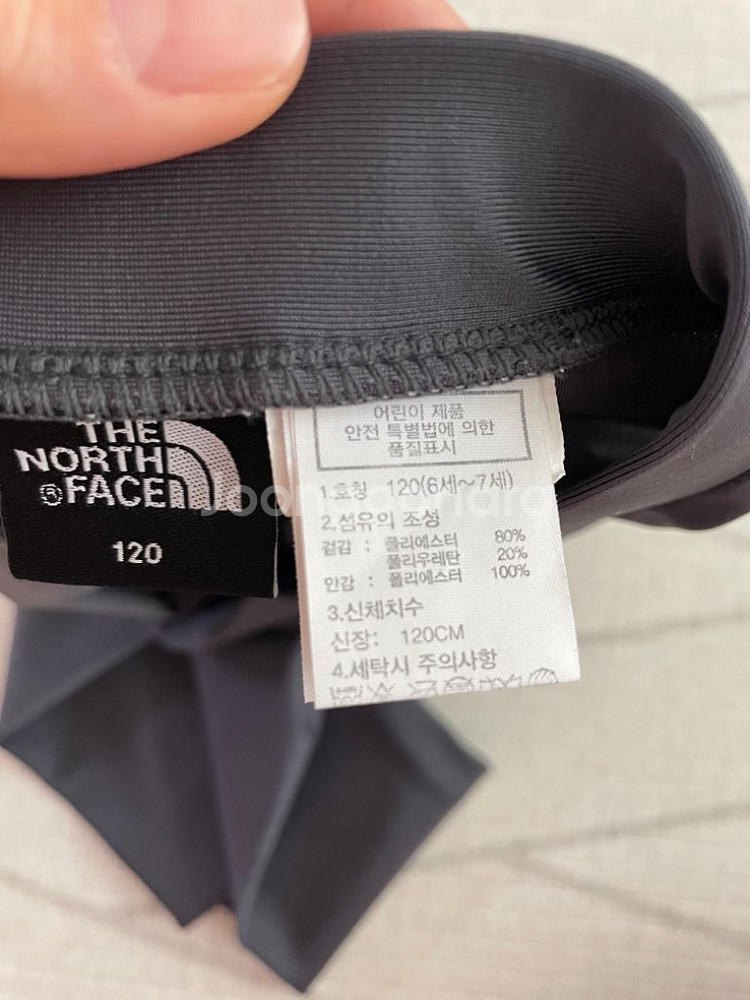 THE
NORTH
® FACE
120
어린이 제품
안전 특별법에 의한
품질표시
1.호칭 120(6세~7세)
2.섬유의 조성
겉감 : 폴리에스터 80%
폴리우레탄 20%
안감 : 폴리에스터 100%
3.신체치수
신장: 120CM
4.세탁시 주의사항
Joonggonara